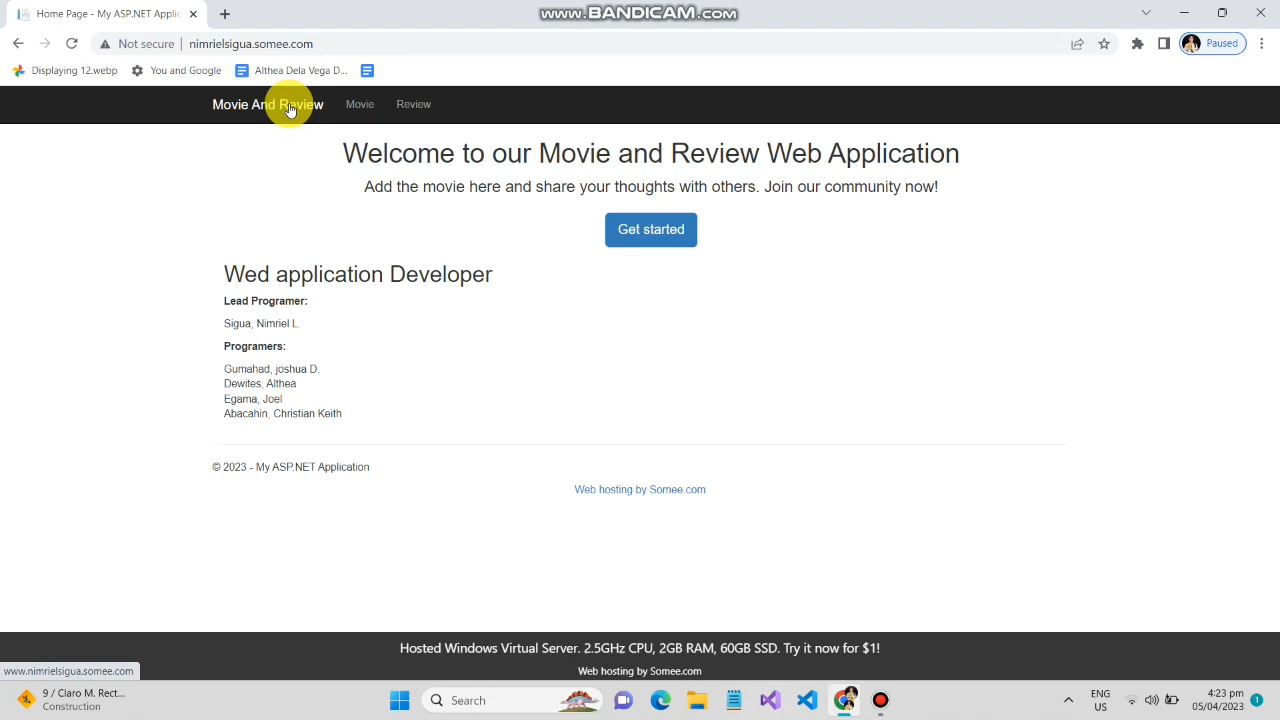 Home Page - My ASP.NET Applic
www.BANDICAM.com
Not secure | nimrielsigua.somee.com
Paused
Displaying 12.webp
You and Google
Althea Dela Vega D...
Movie And Review
Movie
Review
Welcome to our Movie and Review Web Application
Add the movie here and share your thoughts with others. Join our community now!
Get started
Wed application Developer
Lead Programer:
Sigua, Nimriel L.
Programers:
Gumahad, joshua D.
Dewites, Althea
Egama, Joel
Abacahin, Christian Keith
© 2023 - My ASP.NET Application
Web hosting by Somee.com
Hosted Windows Virtual Server. 2.5GHz CPU, 2GB RAM, 60GB SSD. Try it now for $1!
Web hosting by Somee.com
www.nimrielsigua.somee.com
9 / Claro M. Rect...
Construction
Search
ENG
US
4:23 pm
05/04/2023
1